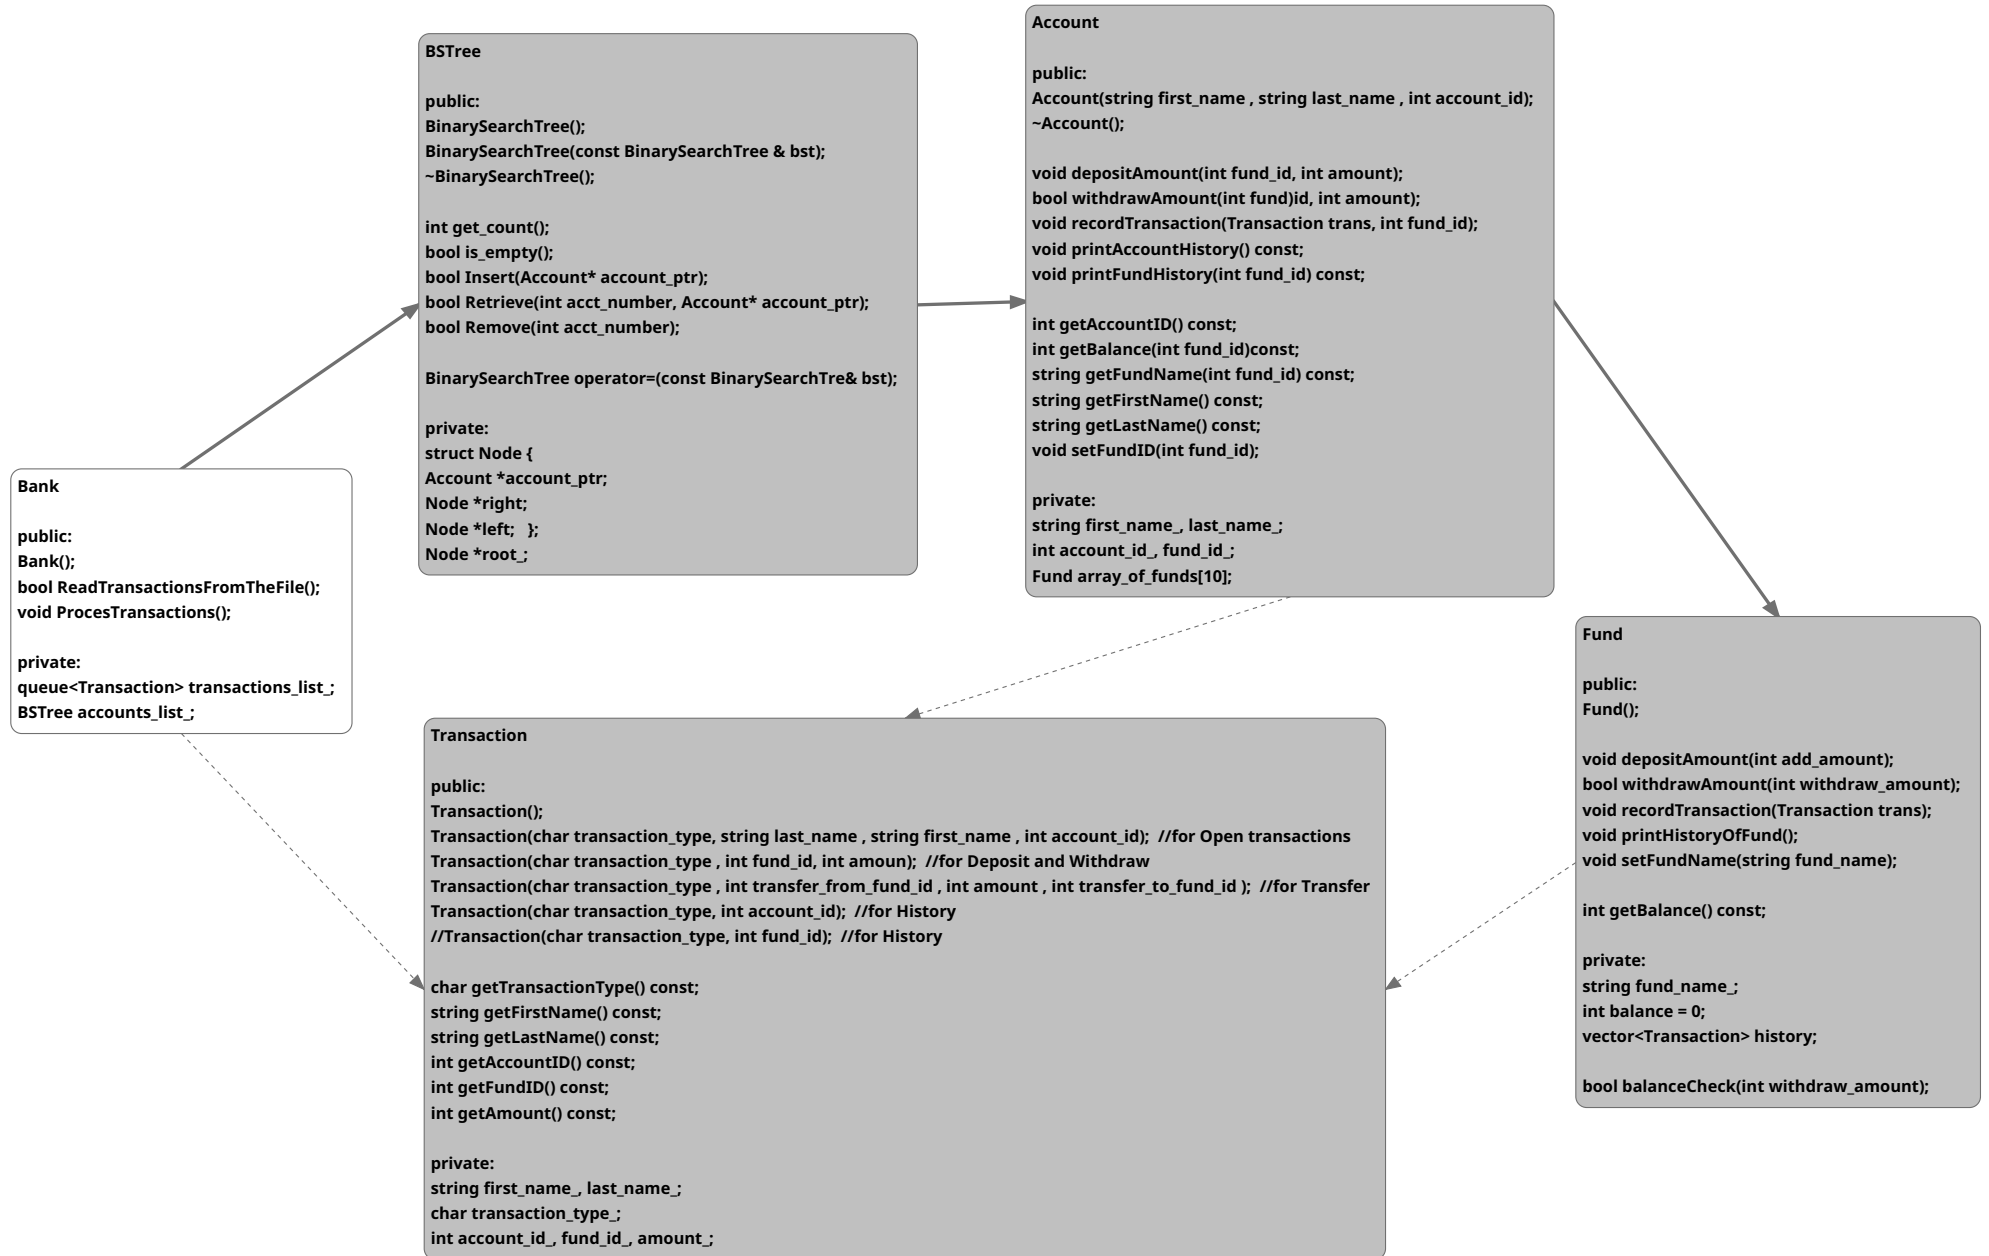 BSTree
public:
BinarySearchTree();
BinarySearchTree(const BinarySearchTree & bst);
~BinarySearchTree();
int get_count();
bool is_empty();
bool Insert(Account* account_ptr);
bool Retrieve(int acct_number, Account* account_ptr);
bool Remove(int acct_number);
BinarySearchTree operator=(const BinarySearchTre& bst);
private:
struct Node {
Account *account_ptr;
Node *right;
Node *left;   };
Node *root_;
Account
public:
Account(string first_name , string last_name , int account_id);
~Account();
void depositAmount(int fund_id, int amount);
bool withdrawAmount(int fund)id, int amount);
void recordTransaction(Transaction trans, int fund_id);
void printAccountHistory() const;
void printFundHistory(int fund_id) const;
int getAccountID() const;
int getBalance(int fund_id)const;
string getFundName(int fund_id) const;
string getFirstName() const;
string getLastName() const;
void setFundID(int fund_id);
private:
string first_name_, last_name_;
int account_id_, fund_id_;
Fund array_of_funds[10];
Bank
public:
Bank();
bool ReadTransactionsFromTheFile();
void ProcesTransactions();
private:
queue<Transaction> transactions_list_;
BSTree accounts_list_;
Transaction
public:
Transaction();
Transaction(char transaction_type, string last_name , string first_name , int account_id);  //for Open transactions
Transaction(char transaction_type , int fund_id, int amoun);  //for Deposit and Withdraw
Transaction(char transaction_type , int transfer_from_fund_id , int amount , int transfer_to_fund_id );  //for Transfer
Transaction(char transaction_type, int account_id);  //for History
//Transaction(char transaction_type, int fund_id);  //for History
char getTransactionType() const;
string getFirstName() const;
string getLastName() const;
int getAccountID() const;
int getFundID() const;
int getAmount() const;
private:
string first_name_, last_name_;
char transaction_type_;
int account_id_, fund_id_, amount_;
Fund
public:
Fund();
void depositAmount(int add_amount);
bool withdrawAmount(int withdraw_amount);
void recordTransaction(Transaction trans);
void printHistoryOfFund();
void setFundName(string fund_name);
int getBalance() const;
private:
string fund_name_;
int balance = 0;
vector<Transaction> history;
bool balanceCheck(int withdraw_amount);